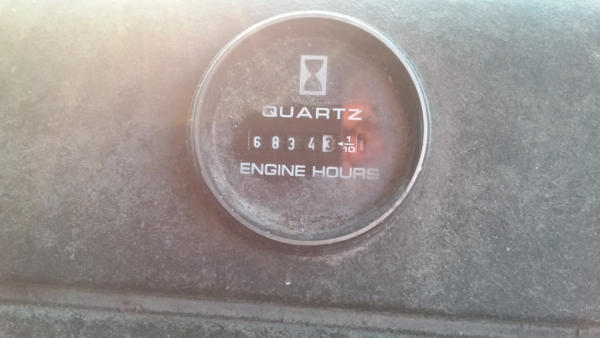 QUARTZ
68343 ◄1/10
ENGINE HOURS